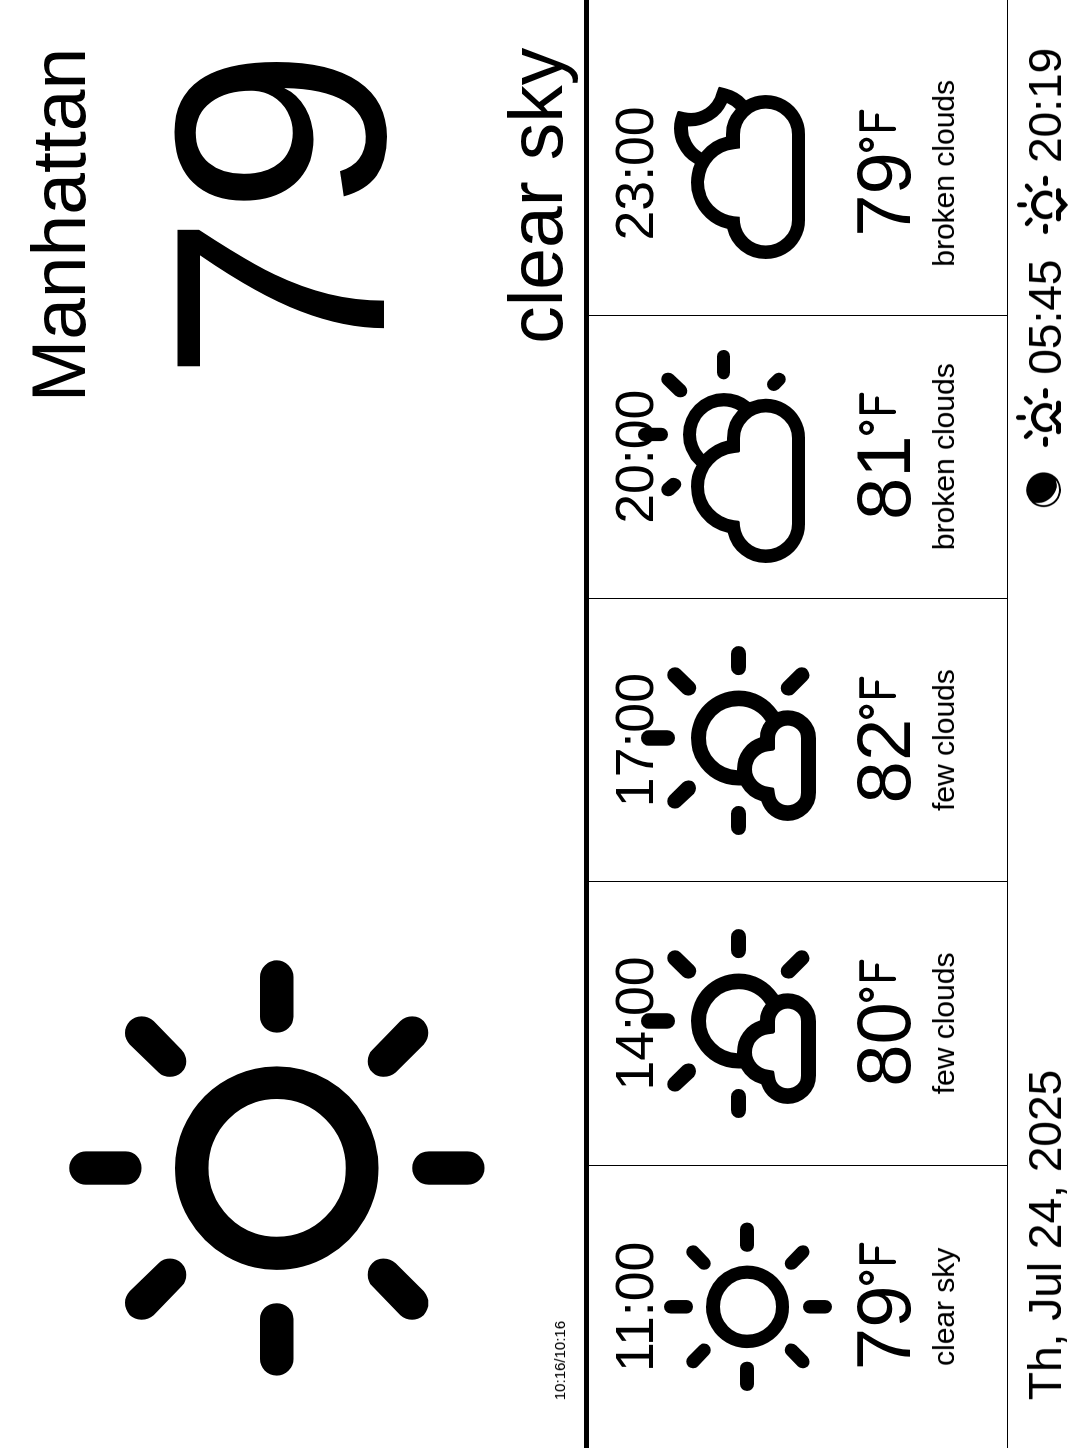 Manhattan
79
clear sky
10:16/10:16
11:00
79°F
clear sky
14:00
80°F
few clouds
17:00
82°F
few clouds
20:00
81°F
broken clouds
23:00
79°F
broken clouds
Th, Jul 24, 2025
05:45
20:19